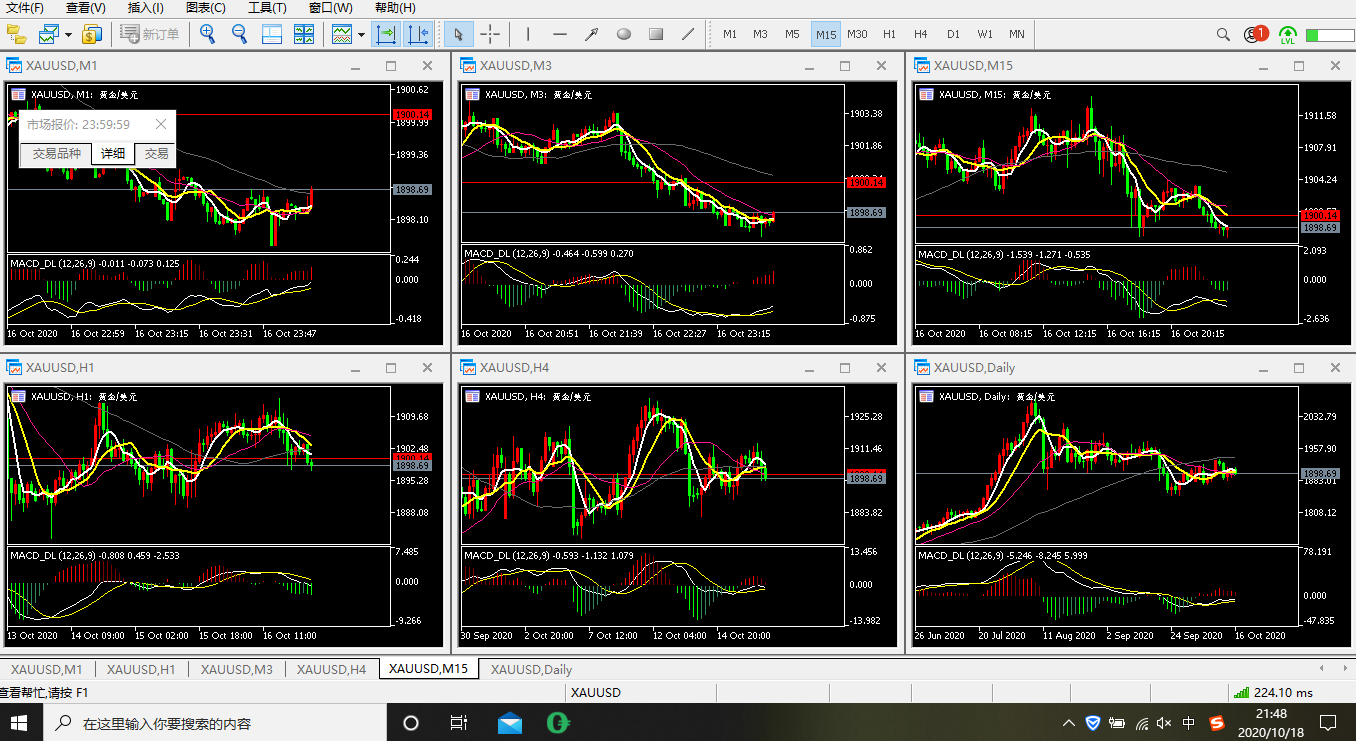 文件(F) 查看(V) 插入(I) 图表(C) 工具(T) 窗口(W) 帮助(H)
新订单 M1 M3 M5 M15 M30 H1 H4 D1 W1 MN 1 LVL
XAUUSD,M1
XAUUSD, M1: 黄金/美元
市场报价: 23:59:59
交易品种 详细 交易
1900.62
1900.14
1899.99
1899.36
1898.69
1898.10
MACD_DL (12,26,9) -0.011 -0.073 0.125
0.244
0.000
-0.418
16 Oct 2020 16 Oct 22:59 16 Oct 23:15 16 Oct 23:31 16 Oct 23:47
XAUUSD,M3
XAUUSD, M3: 黄金/美元
1903.38
1901.86
1900.14
1898.69
MACD_DL (12,26,9) -0.464 -0.599 0.270
0.862
0.000
-0.875
16 Oct 2020 16 Oct 20:51 16 Oct 21:39 16 Oct 22:27 16 Oct 23:15
XAUUSD,M15
XAUUSD, M15: 黄金/美元
1911.58
1907.91
1904.24
1900.14
1898.69
MACD_DL (12,26,9) -1.539 -1.271 -0.535
2.093
0.000
-2.636
16 Oct 2020 16 Oct 08:15 16 Oct 12:15 16 Oct 16:15 16 Oct 20:15
XAUUSD,H1
XAUUSD, H1: 黄金/美元
1909.68
1902.48
1898.69
1895.28
1888.08
MACD_DL (12,26,9) -0.808 0.459 -2.533
7.485
0.000
-9.266
13 Oct 2020 14 Oct 09:00 15 Oct 02:00 15 Oct 18:00 16 Oct 11:00
XAUUSD,H4
XAUUSD, H4: 黄金/美元
1925.28
1911.46
1898.69
1883.82
MACD_DL (12,26,9) -0.593 -1.132 1.079
13.456
0.000
-13.982
30 Sep 2020 2 Oct 20:00 7 Oct 12:00 12 Oct 04:00 14 Oct 20:00
XAUUSD,Daily
XAUUSD, Daily: 黄金/美元
2032.79
1957.90
1898.69
1883.01
1808.12
MACD_DL (12,26,9) -5.246 -8.245 5.999
78.191
0.000
-47.835
26 Jun 2020 20 Jul 2020 11 Aug 2020 2 Sep 2020 24 Sep 2020 16 Oct 2020
XAUUSD,M1 XAUUSD,H1 XAUUSD,M3 XAUUSD,H4 XAUUSD,M15 XAUUSD,Daily
查看帮忙,请按 F1 XAUUSD 224.10 ms
在这里输入你要搜索的内容 中 S 21:48
2020/10/18